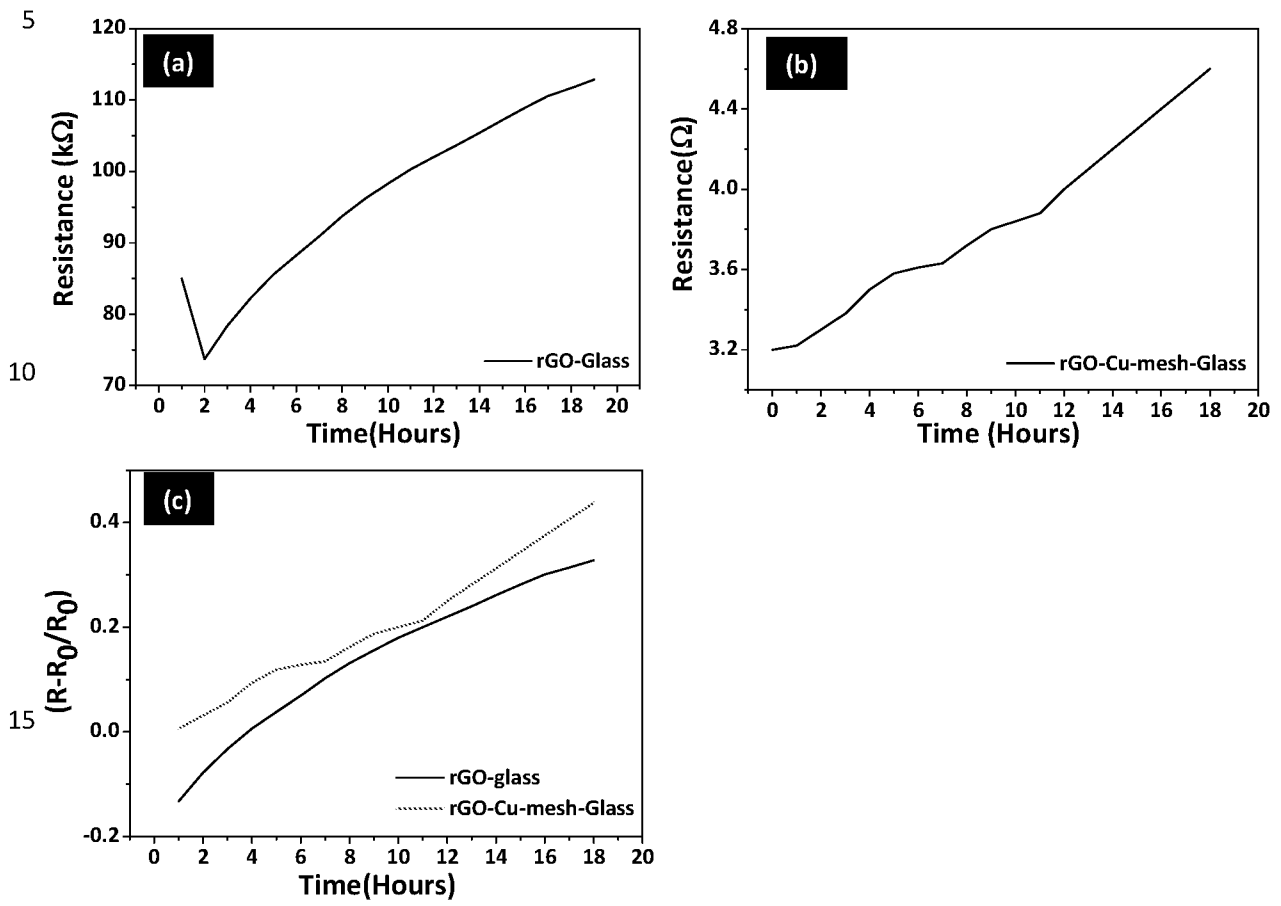 5
(a)
120
110
100
90
80
70
Resistance (kΩ)
rGO-Glass
0 2 4 6 8 10 12 14 16 18 20
Time(Hours)
(b)
4.8
4.4
4.0
3.6
3.2
Resistance(Ω)
rGO-Cu-mesh-Glass
0 2 4 6 8 10 12 14 16 18 20
Time (Hours)
10
(c)
0.4
0.2
0.0
-0.2
(R-R0/R0)
15
rGO-glass
rGO-Cu-mesh-Glass
0 2 4 6 8 10 12 14 16 18 20
Time(Hours)